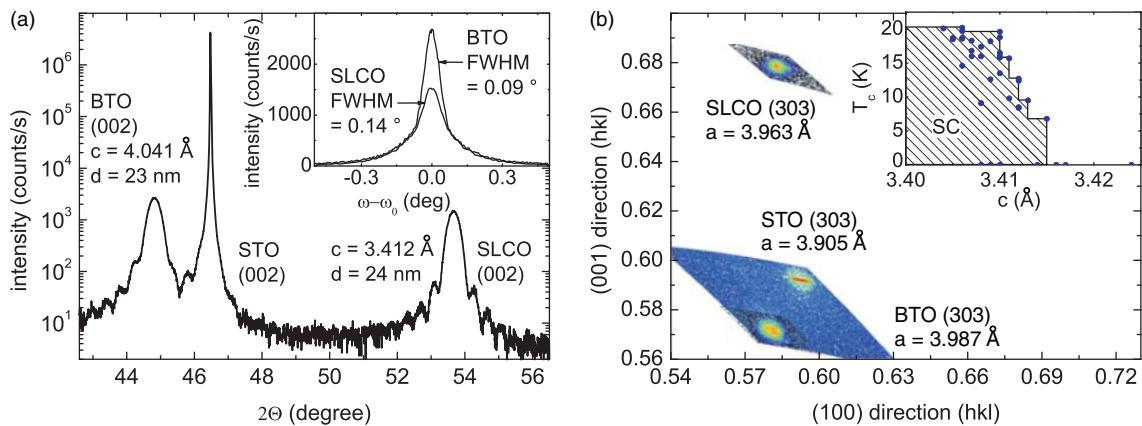 (a)
intensity (counts/s)
10⁶
10⁵
10⁴
10³
10²
10¹
BTO
(002)
c = 4.041 Å
d = 23 nm
STO
(002)
c = 3.412 Å
d = 24 nm
SLCO
(002)
44 46 48 50 52 54 56
2Θ (degree)
intensity (counts/s)
2000
1000
0
BTO
FWHM
= 0.09 °
SLCO
FWHM
= 0.14 °
-0.3 0.0 0.3
ω−ω₀ (deg)
(b)
(001) direction (hkl)
0.68
0.66
0.64
0.62
0.60
0.58
0.56
SLCO (303)
a = 3.963 Å
STO (303)
a = 3.905 Å
BTO (303)
a = 3.987 Å
0.54 0.57 0.60 0.63 0.66 0.69 0.72
(100) direction (hkl)
T_c (K)
20
15
10
5
0
SC
3.40 3.41 3.42
c (Å)